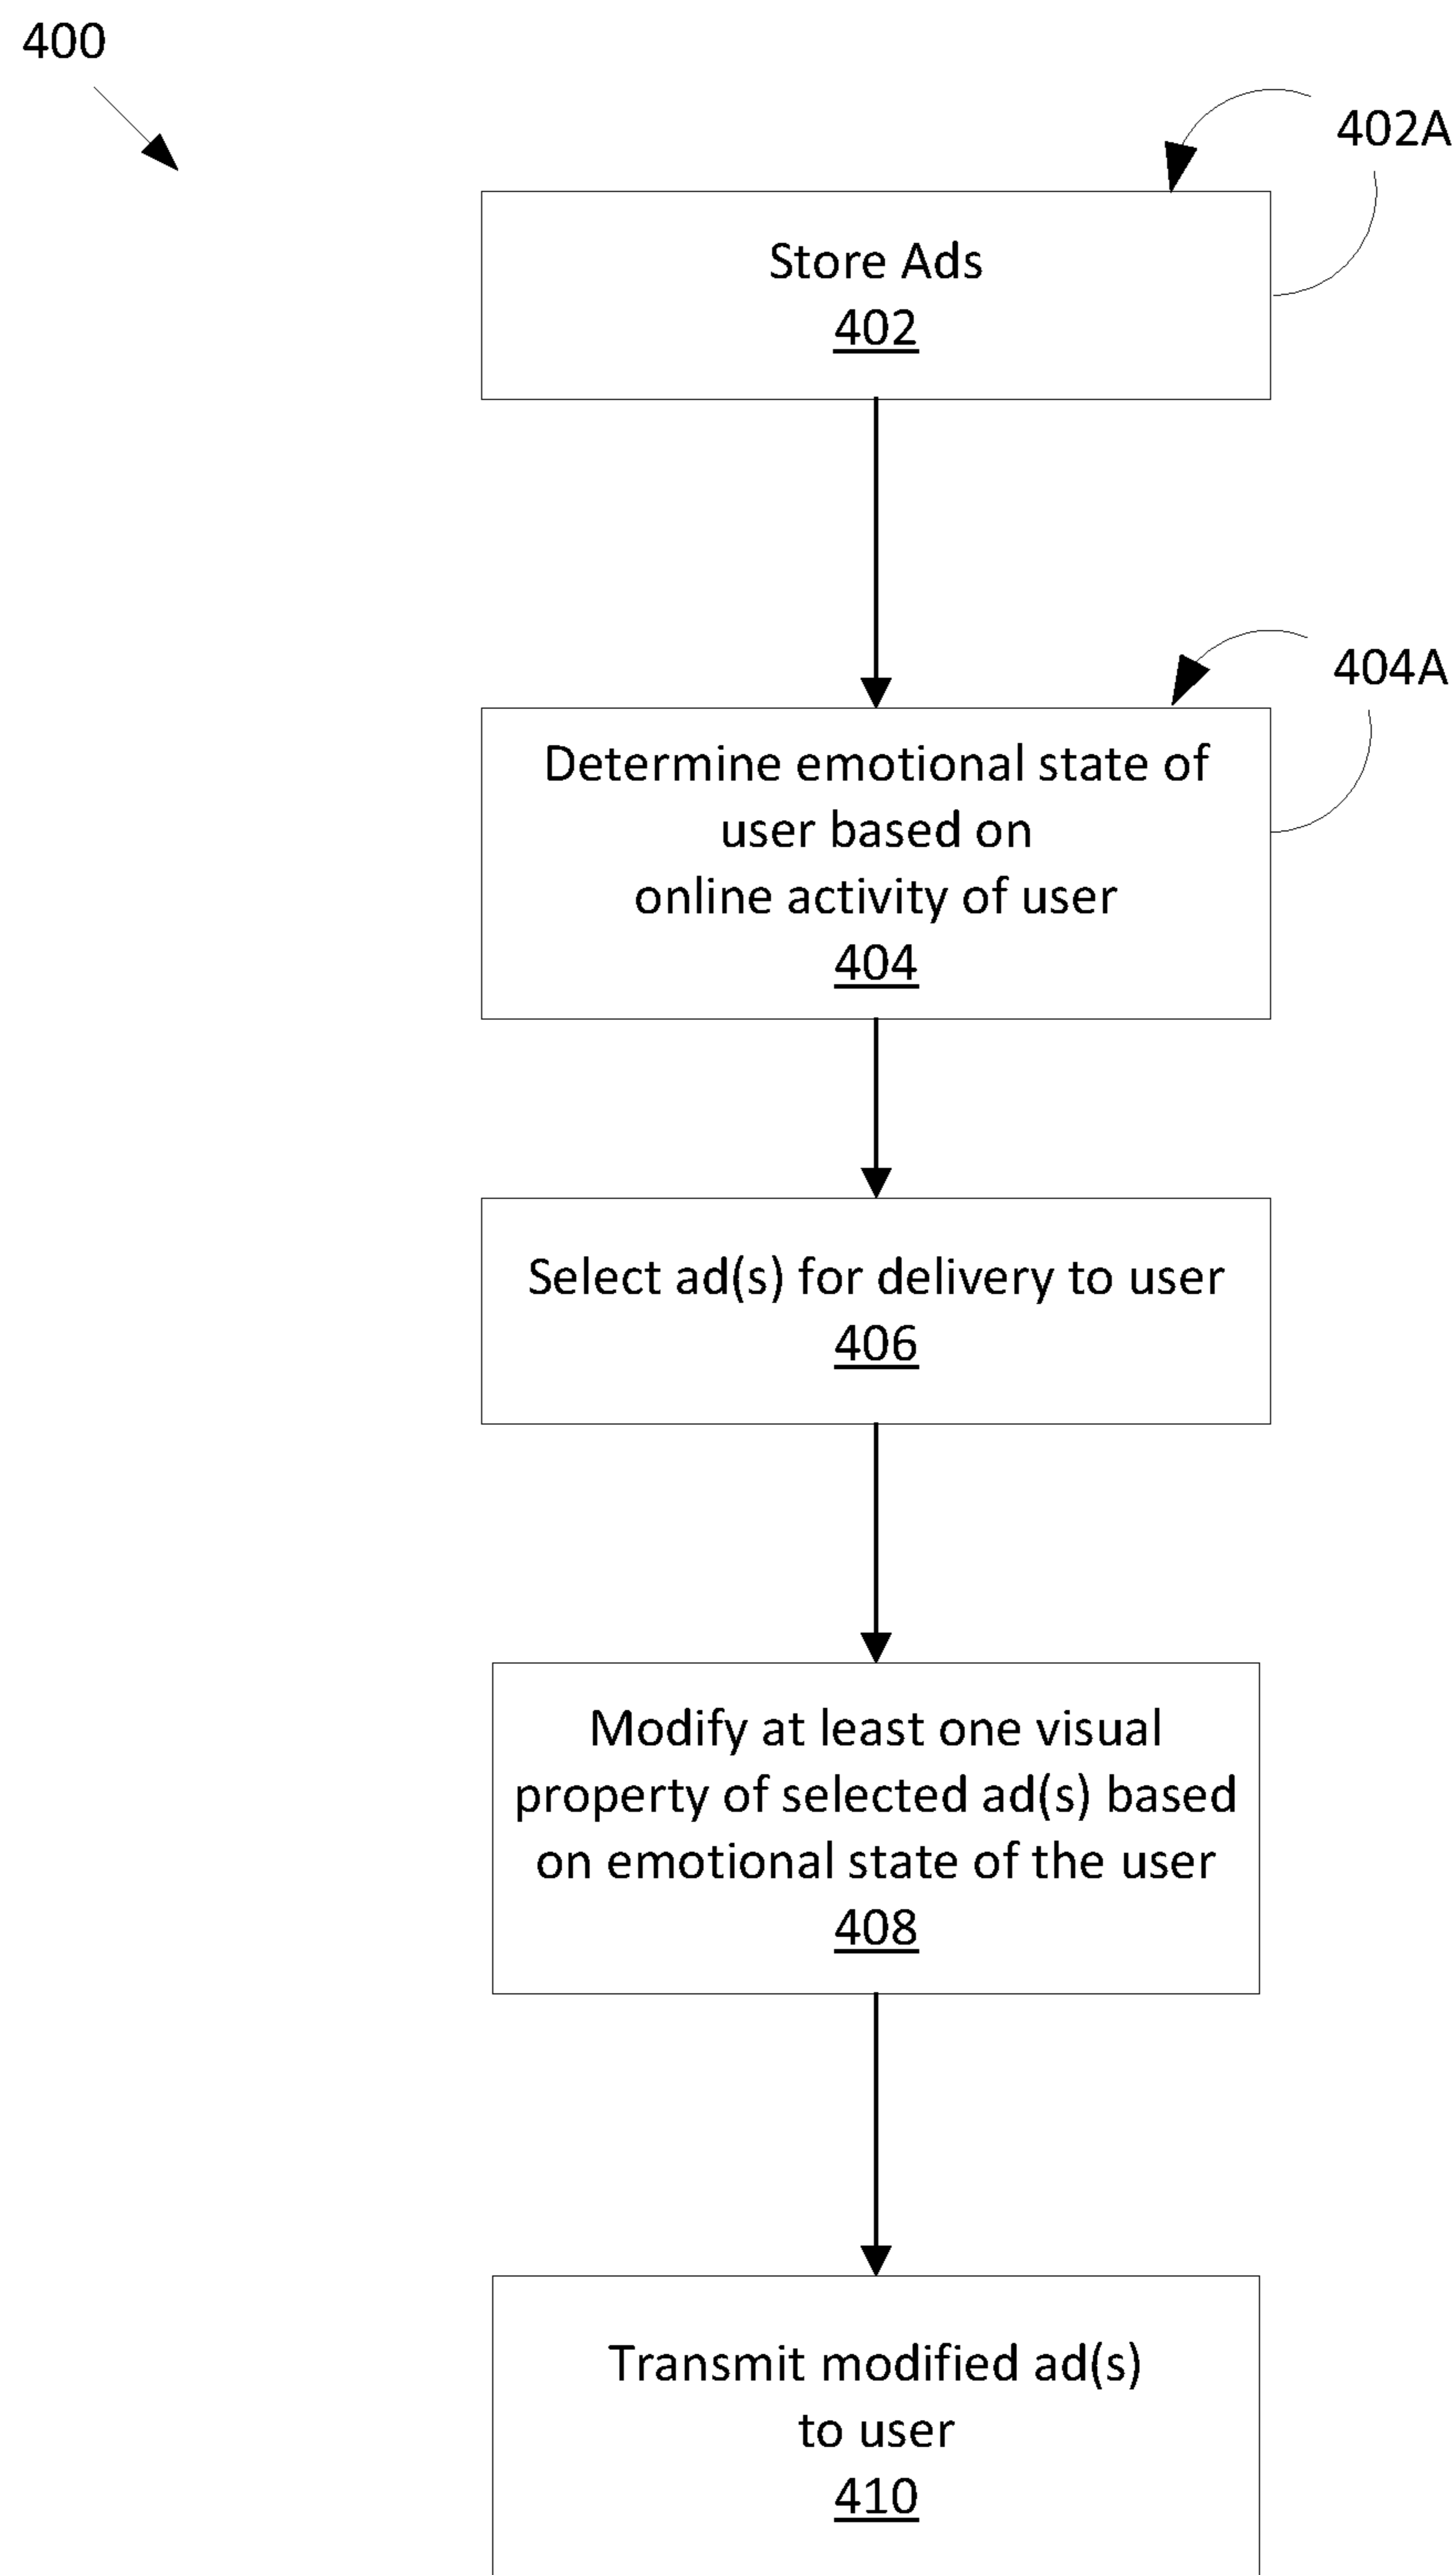 400
402A
Store Ads
402
404A
Determine emotional state of
user based on
online activity of user
404
Select ad(s) for delivery to user
406
Modify at least one visual
property of selected ad(s) based
on emotional state of the user
408
Transmit modified ad(s)
to user
410